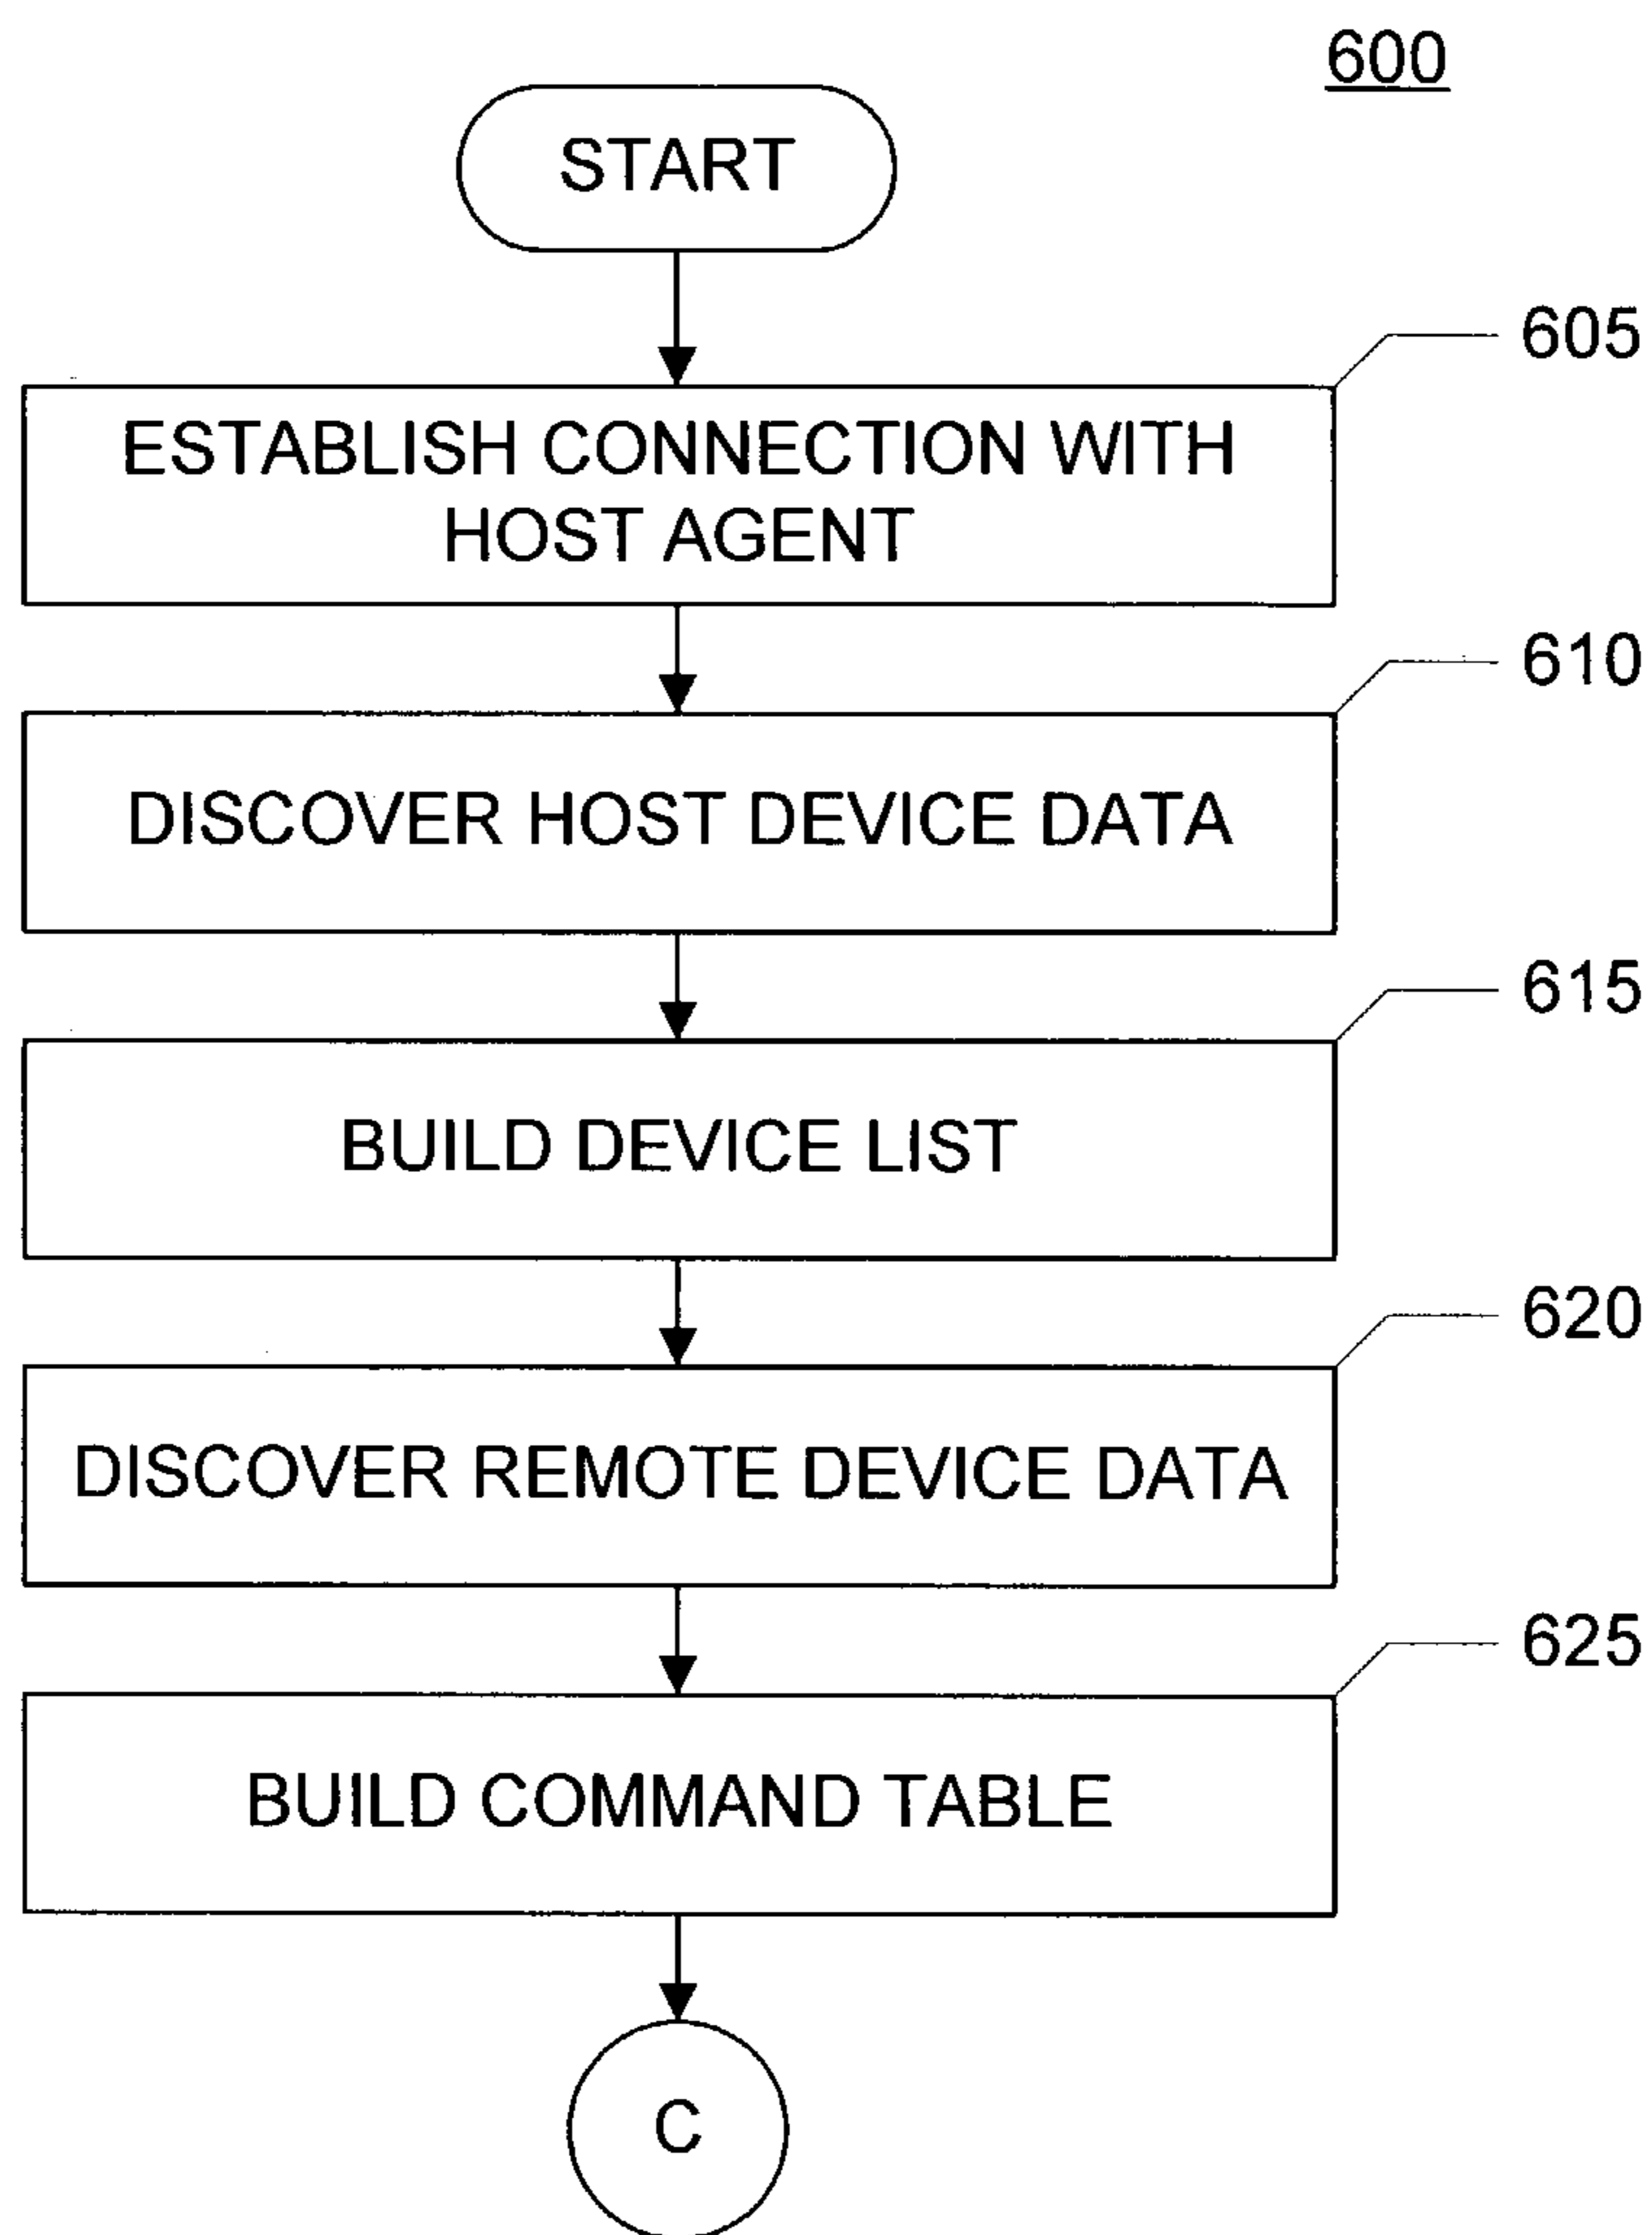 600
START
605
ESTABLISH CONNECTION WITH
HOST AGENT
610
DISCOVER HOST DEVICE DATA
615
BUILD DEVICE LIST
620
DISCOVER REMOTE DEVICE DATA
625
BUILD COMMAND TABLE
C